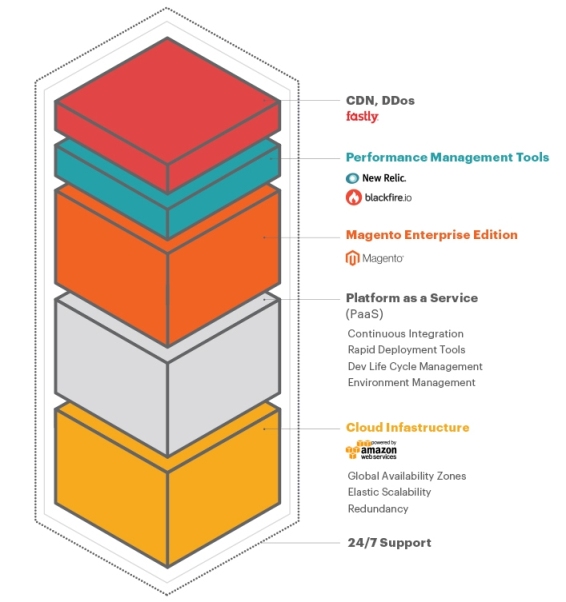 CDN, DDos
fastly
Performance Management Tools
New Relic.
blackfire.io
Magento Enterprise Edition
Magento
Platform as a Service
(PaaS)
Continuous Integration
Rapid Deployment Tools
Dev Life Cycle Management
Environment Management
Cloud Infastructure
powered by
amazon
web services
Global Availability Zones
Elastic Scalability
Redundancy
24/7 Support